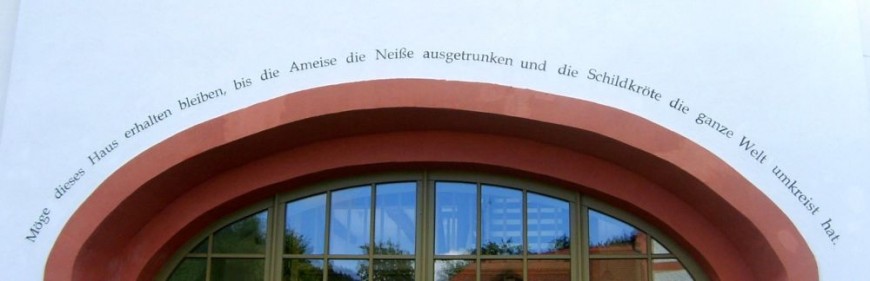 Möge dieses Haus erhalten bleiben, bis die Ameise die Neiße ausgetrunken und die Schildkröte die ganze Welt umkreist hat.